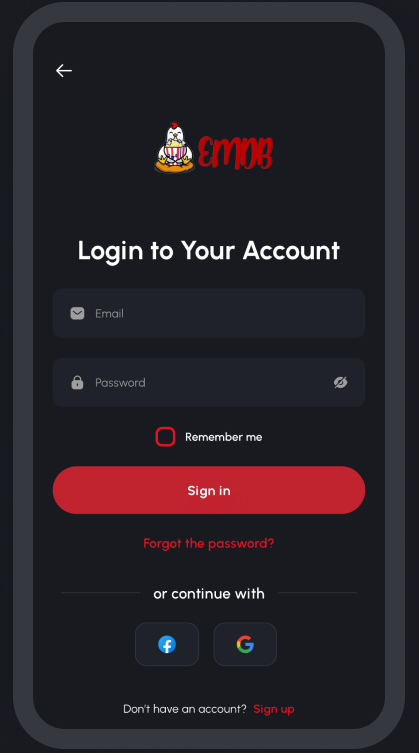 EMDB
Login to Your Account
Email
Password
Remember me
Sign in
Forgot the password?
or continue with
Don't have an account? Sign up